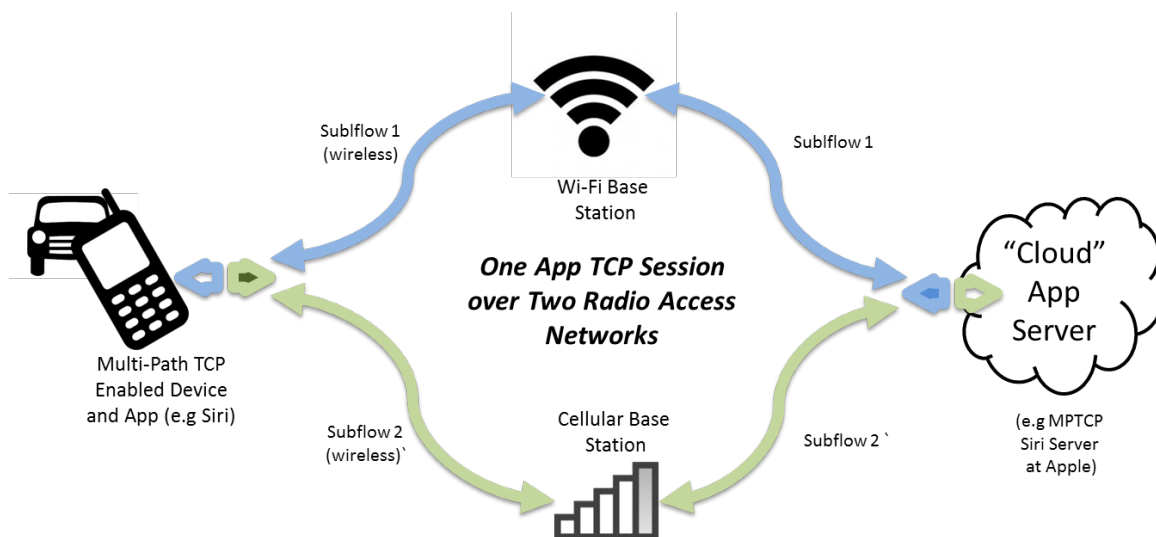 Sublflow 1
(wireless)
Sublflow 1
Wi-Fi Base
Station
One App TCP Session
over Two Radio Access
Networks
“Cloud”
App
Server
Multi-Path TCP
Enabled Device
and App (e.g Siri)
Subflow 2
(wireless)`
Cellular Base
Station
Subflow 2 `
(e.g MPTCP
Siri Server
at Apple)